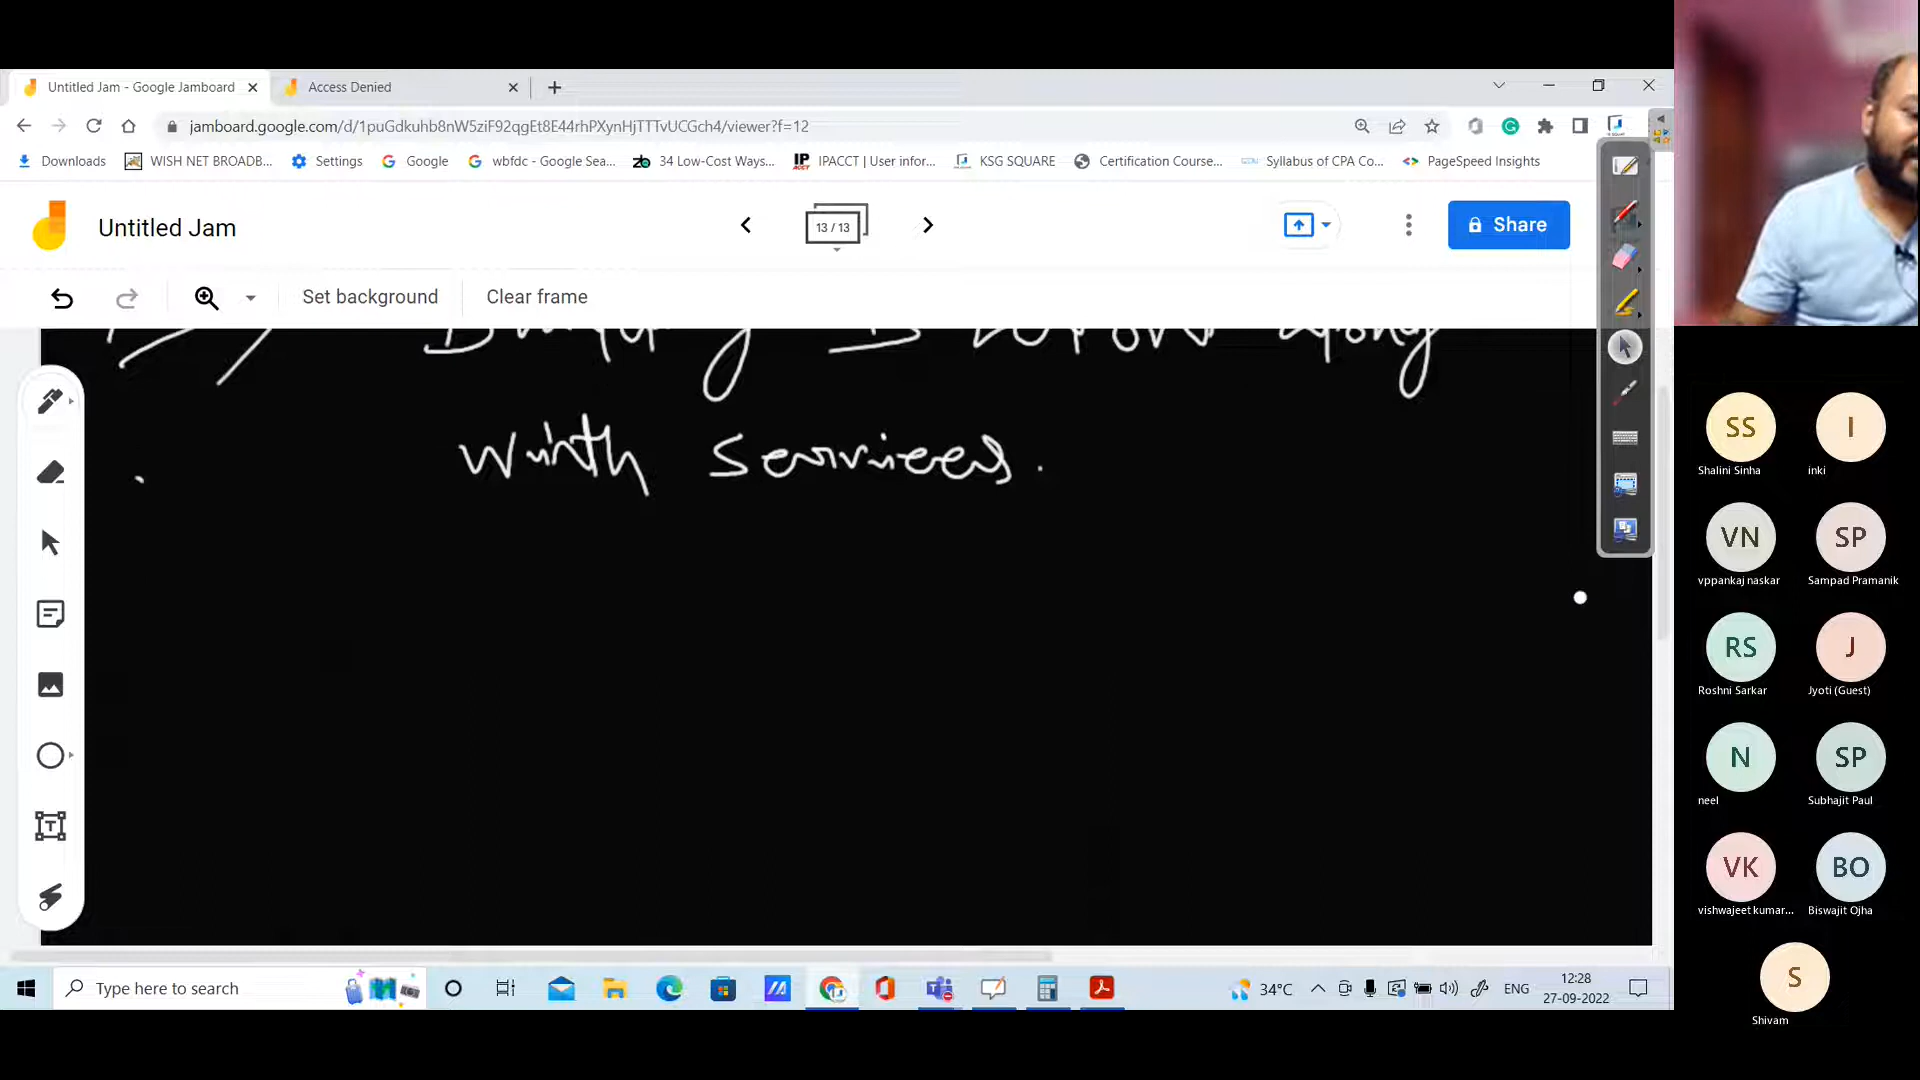 Untitled Jam - Google Jamboard
Access Denied
jamboard.google.com/d/1puGdkuhb8nW5ziF92qgEt8E44rhPXynHjTTTvUCGch4/viewer?f=12
Downloads
WISH NET BROADB...
Settings
Google
wbfdc - Google Sea...
34 Low-Cost Ways...
IPACCT | User infor...
KSG SQUARE
Certification Course...
Syllabus of CPA Co...
PageSpeed Insights
Untitled Jam
13 / 13
Share
Set background
Clear frame
along
with services.
SS
Shalini Sinha
I
inki
VN
vppankaj naskar
SP
Sampad Pramanik
RS
Roshni Sarkar
J
Jyoti (Guest)
N
neel
SP
Subhajit Paul
VK
vishwajeet kumar...
BO
Biswajit Ojha
S
Shivam
Type here to search
34°C
ENG
12:28
27-09-2022